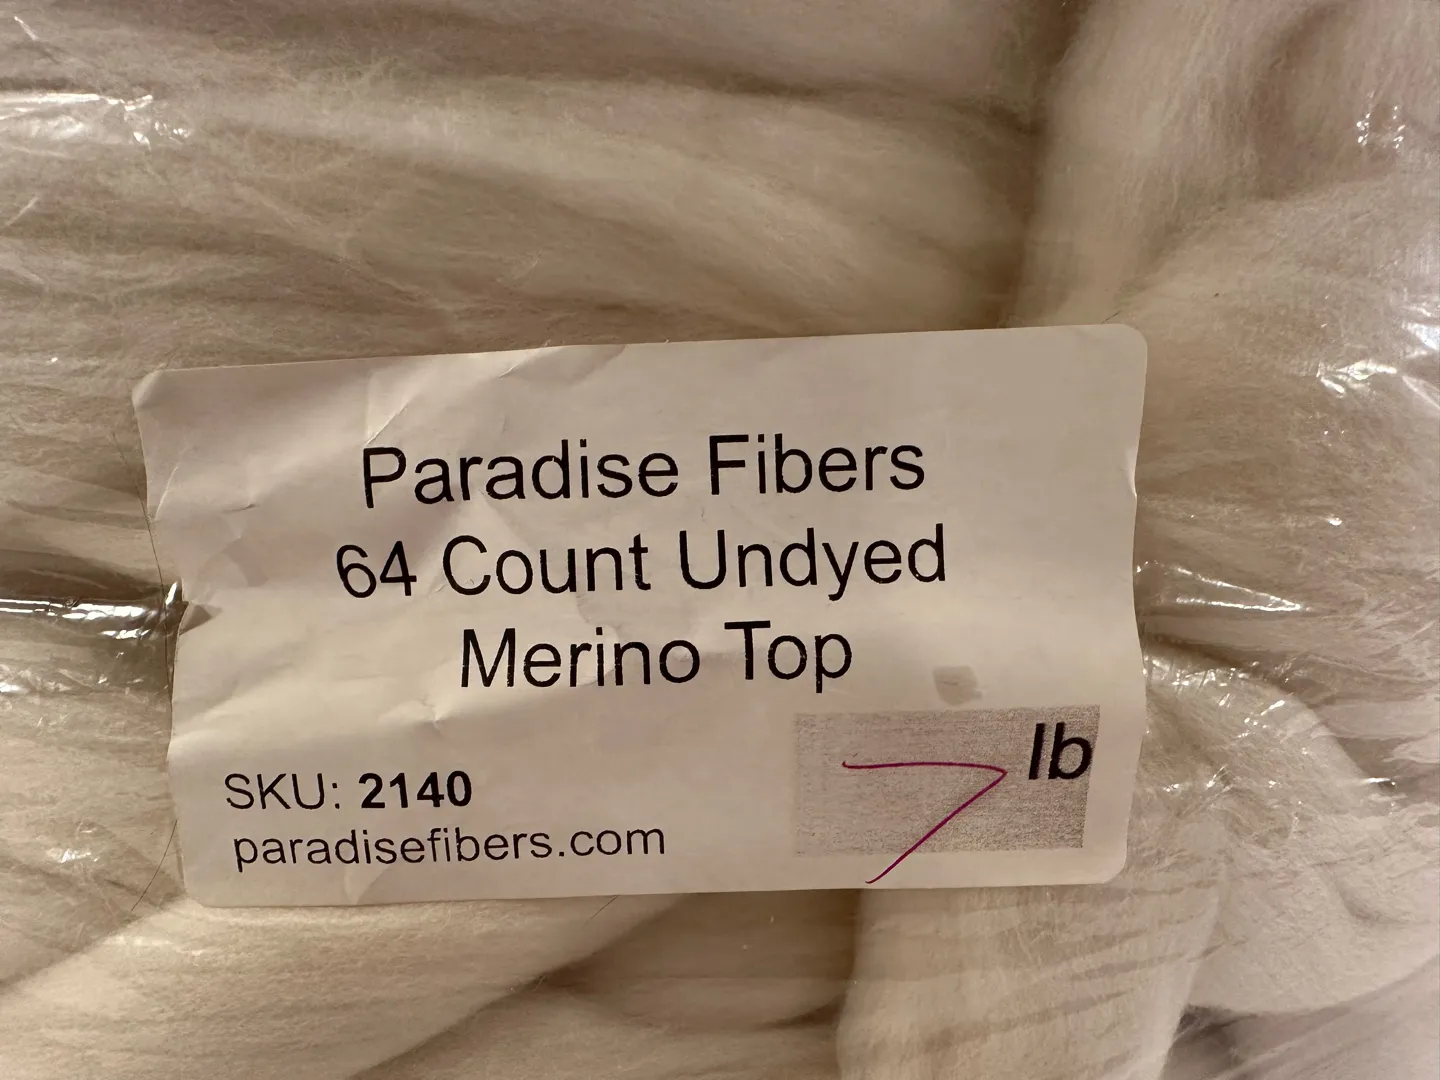 Paradise Fibers
64 Count Undyed
Merino Top
7 lb
SKU: 2140
paradisefibers.com